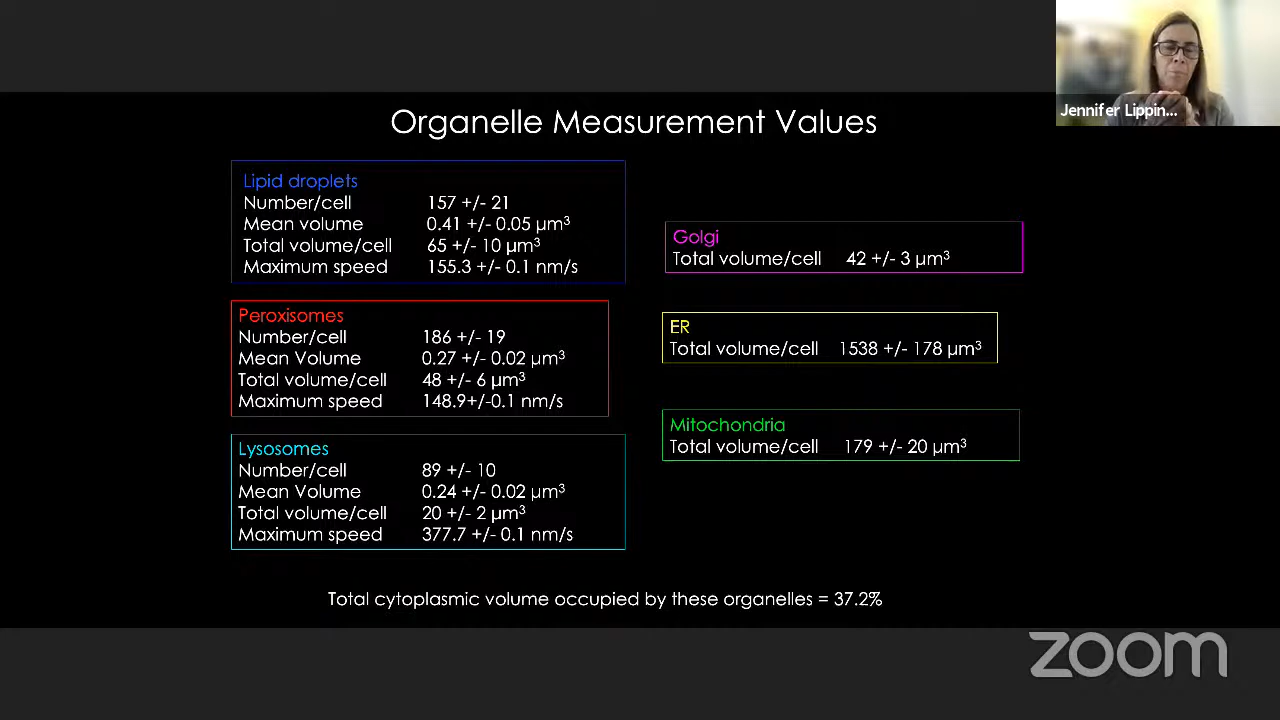 Jennifer Lippin...
Organelle Measurement Values
Lipid droplets
Number/cell 157 +/- 21
Mean volume 0.41 +/- 0.05 µm³
Total volume/cell 65 +/- 10 µm³
Maximum speed 155.3 +/- 0.1 nm/s
Peroxisomes
Number/cell 186 +/- 19
Mean Volume 0.27 +/- 0.02 µm³
Total volume/cell 48 +/- 6 µm³
Maximum speed 148.9+/-0.1 nm/s
Lysosomes
Number/cell 89 +/- 10
Mean Volume 0.24 +/- 0.02 µm³
Total volume/cell 20 +/- 2 µm³
Maximum speed 377.7 +/- 0.1 nm/s
Golgi
Total volume/cell 42 +/- 3 µm³
ER
Total volume/cell 1538 +/- 178 µm³
Mitochondria
Total volume/cell 179 +/- 20 µm³
Total cytoplasmic volume occupied by these organelles = 37.2%
zoom